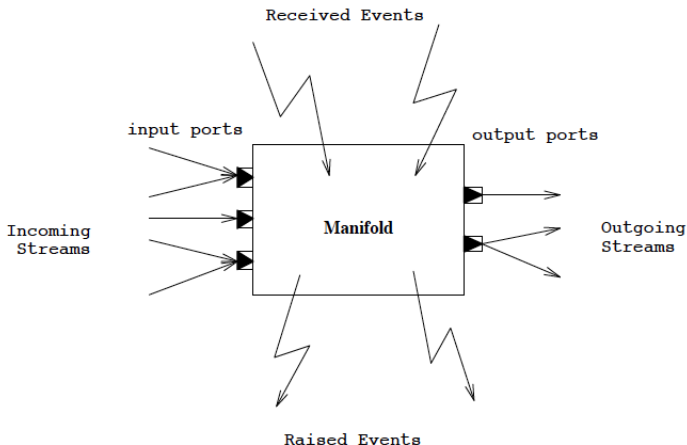 Received Events
input ports
output ports
Incoming
Streams
Manifold
Outgoing
Streams
Raised Events